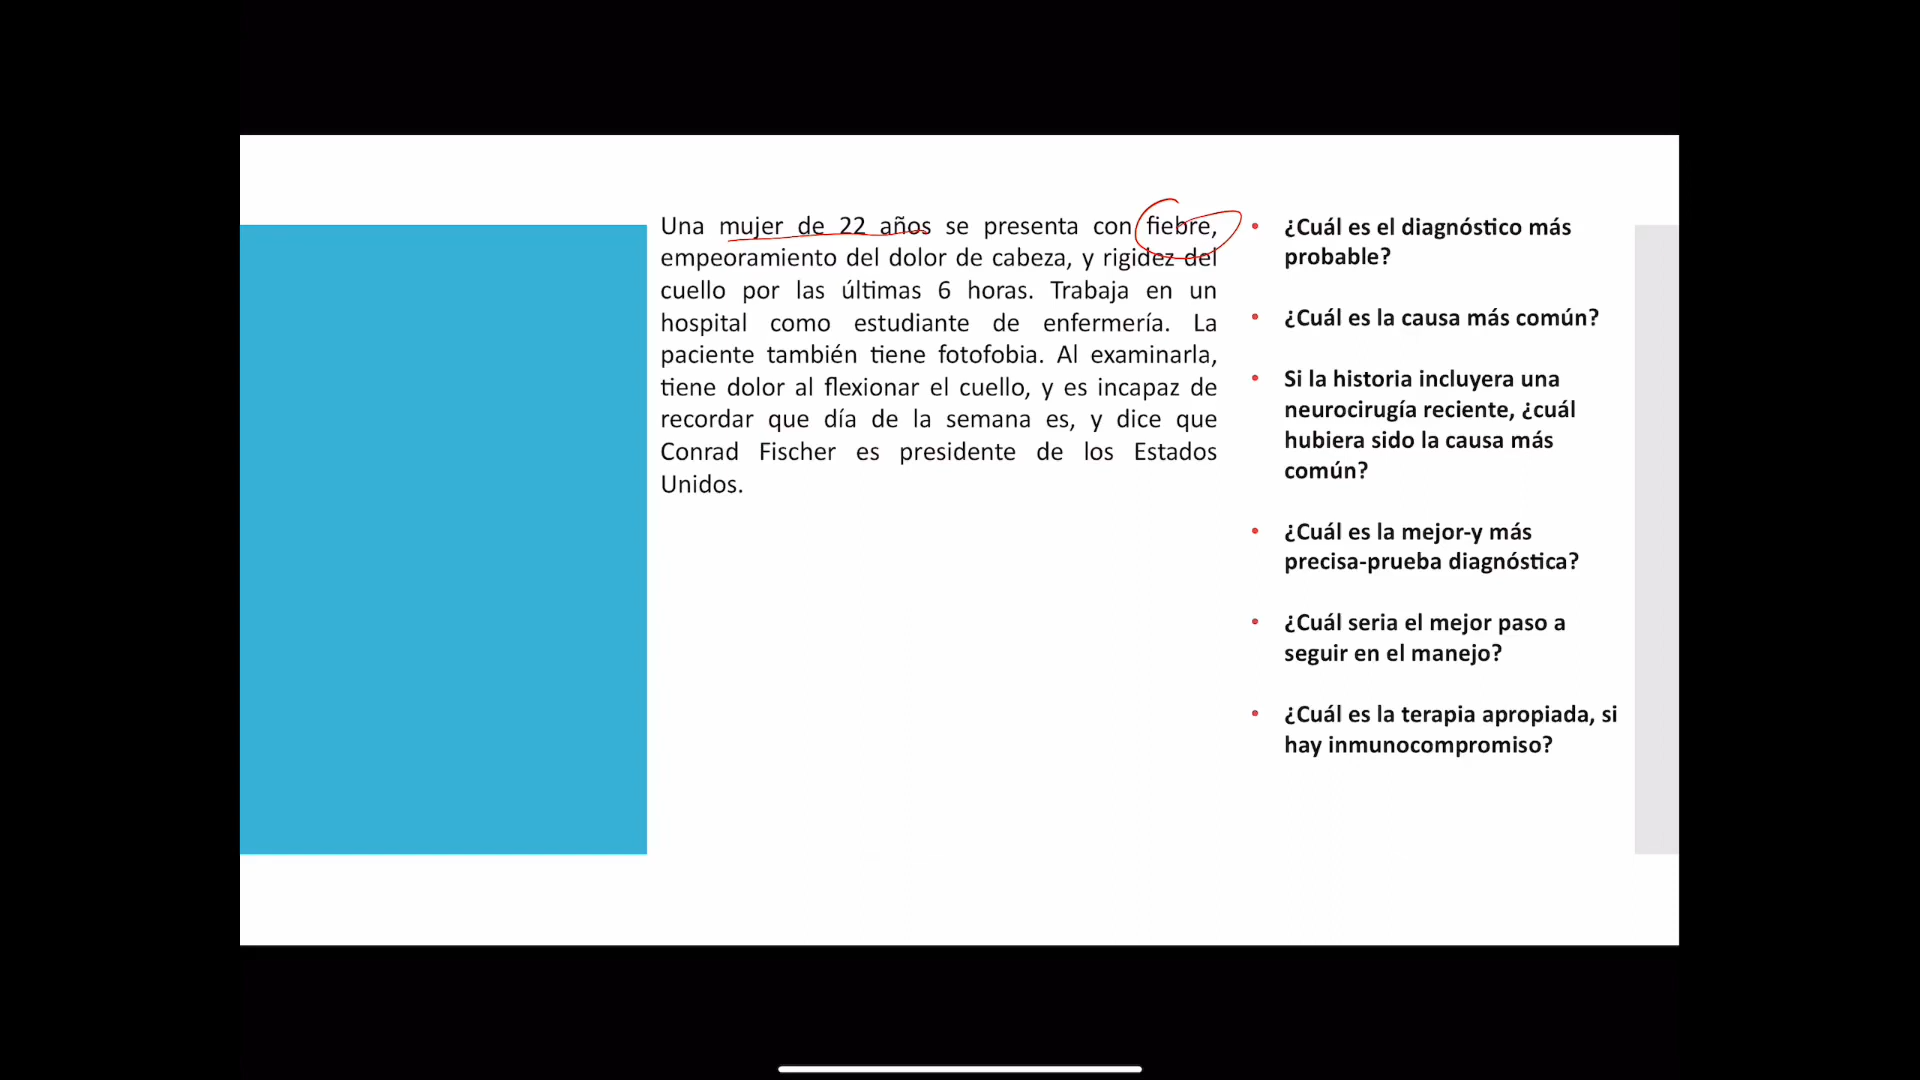 Una mujer de 22 años se presenta con fiebre,
empeoramiento del dolor de cabeza, y rigidez del
cuello por las últimas 6 horas. Trabaja en un
hospital como estudiante de enfermería. La
paciente también tiene fotofobia. Al examinarla,
tiene dolor al flexionar el cuello, y es incapaz de
recordar que día de la semana es, y dice que
Conrad Fischer es presidente de los Estados
Unidos.
• ¿Cuál es el diagnóstico más
probable?
• ¿Cuál es la causa más común?
• Si la historia incluyera una
neurocirugía reciente, ¿cuál
hubiera sido la causa más
común?
• ¿Cuál es la mejor-y más
precisa-prueba diagnóstica?
• ¿Cuál seria el mejor paso a
seguir en el manejo?
• ¿Cuál es la terapia apropiada, si
hay inmunocompromiso?